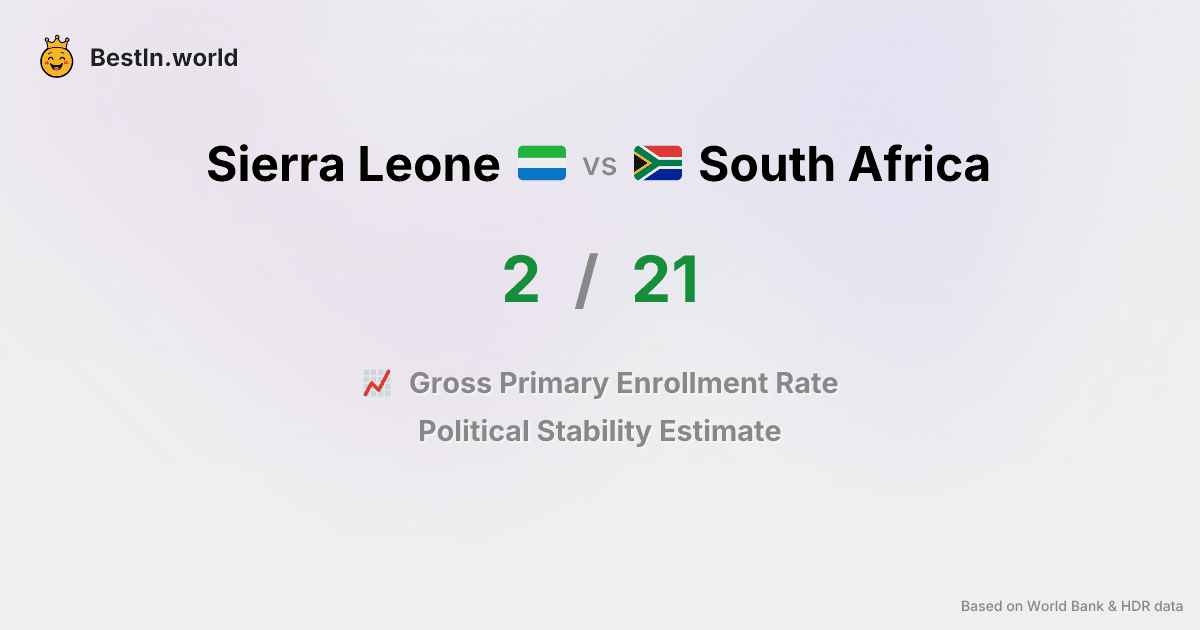 BestIn.world
Sierra Leone vs South Africa
2 / 21
Gross Primary Enrollment Rate
Political Stability Estimate
Based on World Bank & HDR data